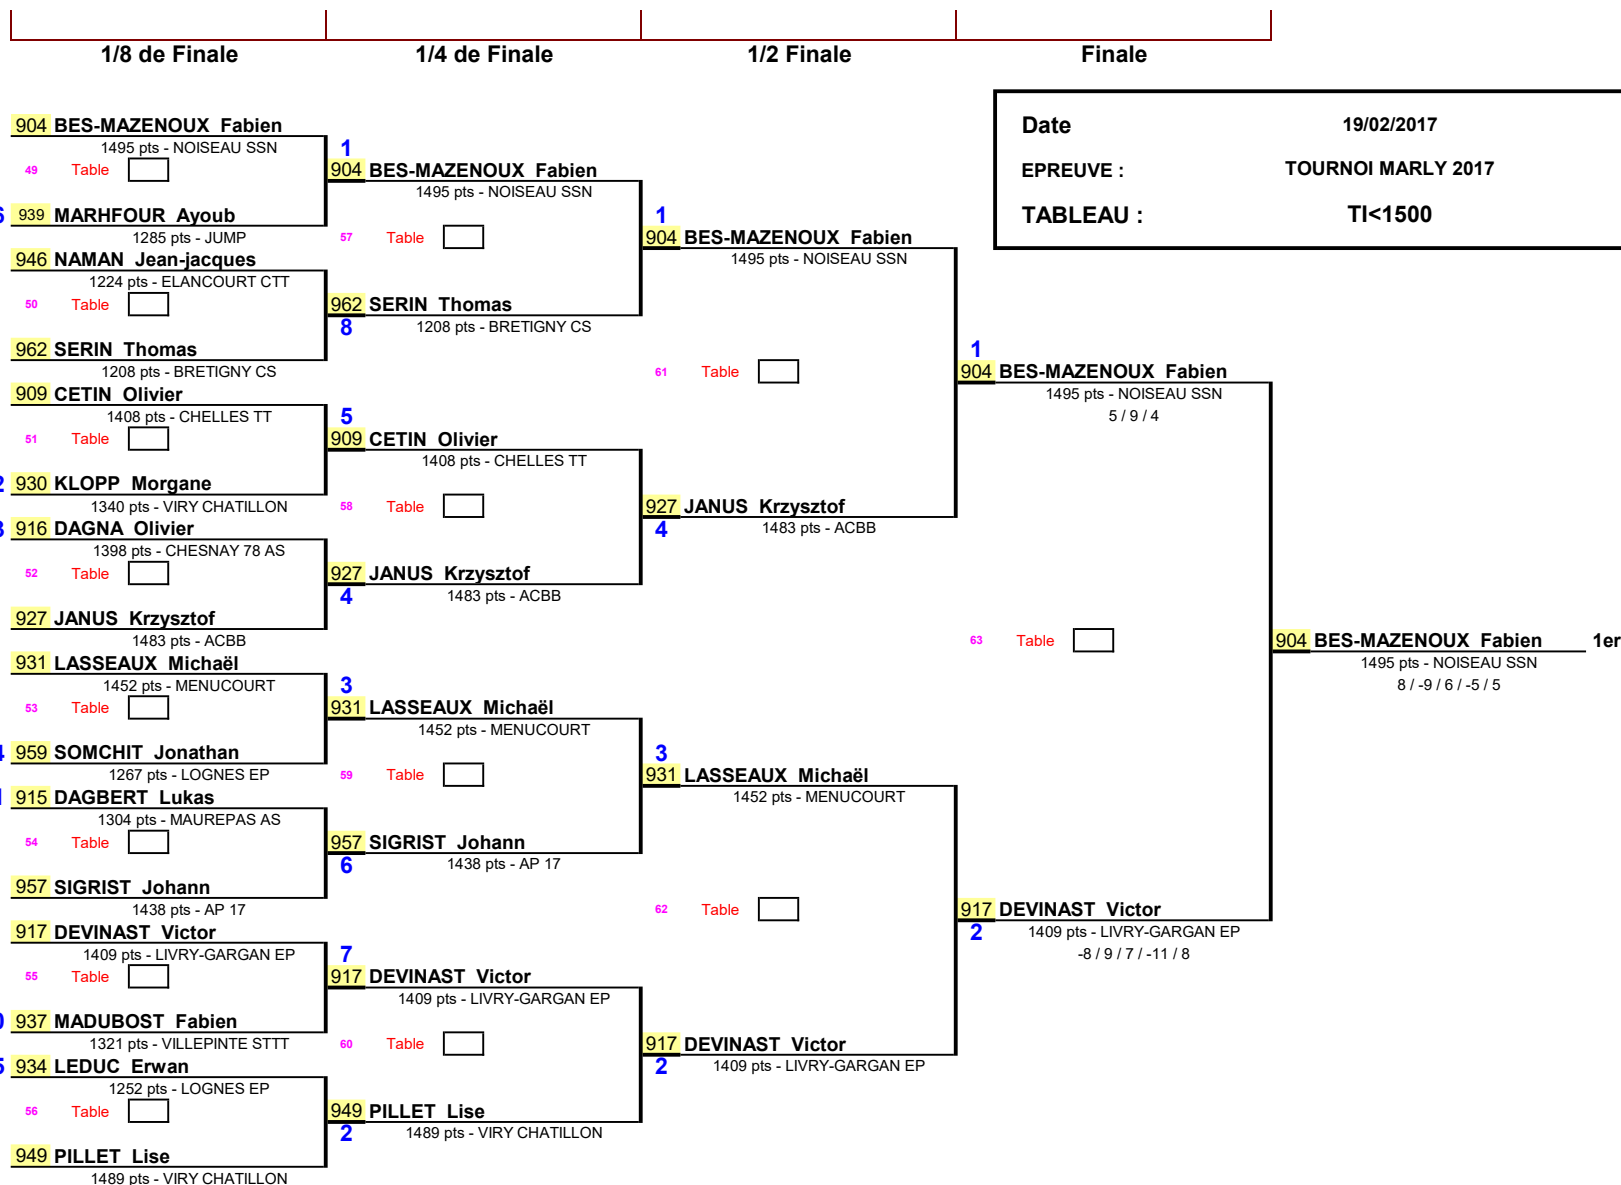 1/8 de Finale
1/4 de Finale
1/2 Finale
Finale
Date 19/02/2017
EPREUVE : TOURNOI MARLY 2017
TABLEAU : TI<1500
904 BES-MAZENOUX Fabien
1495 pts - NOISEAU SSN
49 Table
939 MARHFOUR Ayoub
1285 pts - JUMP
946 NAMAN Jean-jacques
1224 pts - ELANCOURT CTT
50 Table
962 SERIN Thomas
1208 pts - BRETIGNY CS
909 CETIN Olivier
1408 pts - CHELLES TT
51 Table
930 KLOPP Morgane
1340 pts - VIRY CHATILLON
916 DAGNA Olivier
1398 pts - CHESNAY 78 AS
52 Table
927 JANUS Krzysztof
1483 pts - ACBB
931 LASSEAUX Michaël
1452 pts - MENUCOURT
53 Table
959 SOMCHIT Jonathan
1267 pts - LOGNES EP
915 DAGBERT Lukas
1304 pts - MAUREPAS AS
54 Table
957 SIGRIST Johann
1438 pts - AP 17
917 DEVINAST Victor
1409 pts - LIVRY-GARGAN EP
55 Table
937 MADUBOST Fabien
1321 pts - VILLEPINTE STTT
934 LEDUC Erwan
1252 pts - LOGNES EP
56 Table
949 PILLET Lise
1489 pts - VIRY CHATILLON
1
904 BES-MAZENOUX Fabien
1495 pts - NOISEAU SSN
57 Table
962 SERIN Thomas
8
1208 pts - BRETIGNY CS
5
909 CETIN Olivier
1408 pts - CHELLES TT
58 Table
927 JANUS Krzysztof
4
1483 pts - ACBB
3
931 LASSEAUX Michaël
1452 pts - MENUCOURT
59 Table
957 SIGRIST Johann
6
1438 pts - AP 17
7
917 DEVINAST Victor
1409 pts - LIVRY-GARGAN EP
60 Table
949 PILLET Lise
2
1489 pts - VIRY CHATILLON
1
904 BES-MAZENOUX Fabien
1495 pts - NOISEAU SSN
61 Table
927 JANUS Krzysztof
4
1483 pts - ACBB
3
931 LASSEAUX Michaël
1452 pts - MENUCOURT
62 Table
917 DEVINAST Victor
2
1409 pts - LIVRY-GARGAN EP
1
904 BES-MAZENOUX Fabien
1495 pts - NOISEAU SSN
5 / 9 / 4
63 Table
917 DEVINAST Victor
2
1409 pts - LIVRY-GARGAN EP
-8 / 9 / 7 / -11 / 8
904 BES-MAZENOUX Fabien 1er
1495 pts - NOISEAU SSN
8 / -9 / 6 / -5 / 5